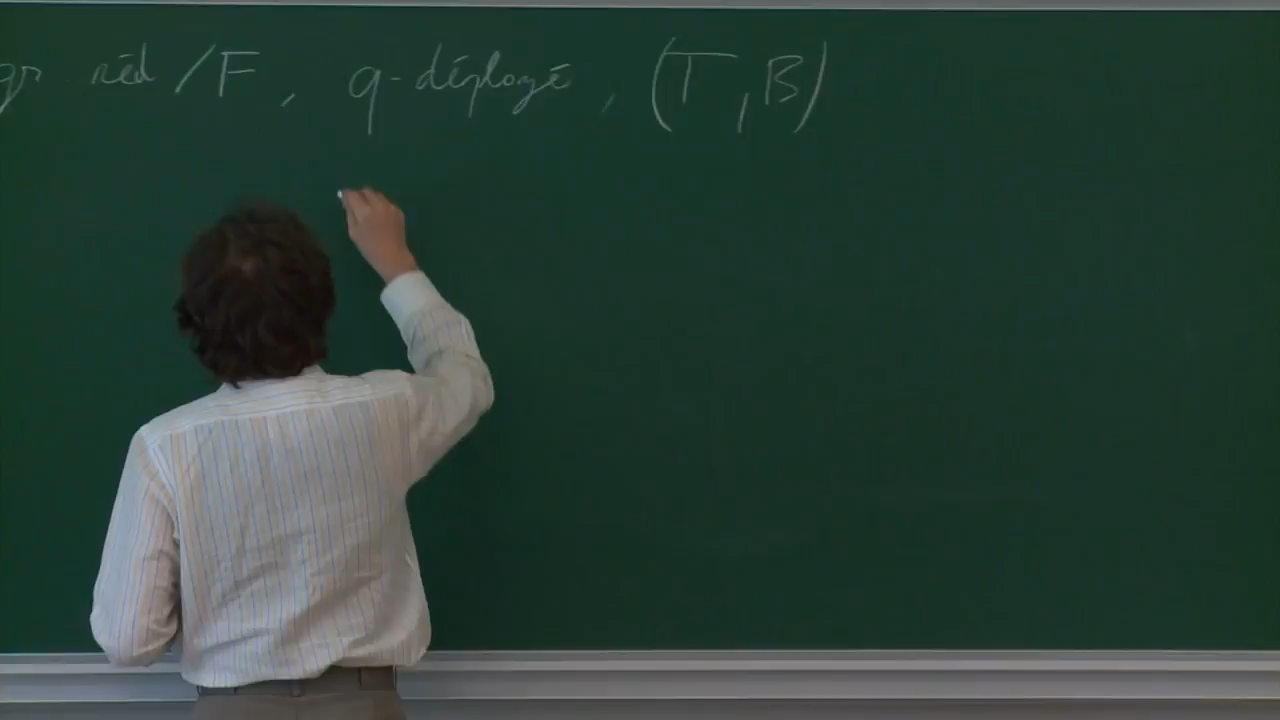 gr réd /F , q-déployé , (T, B)